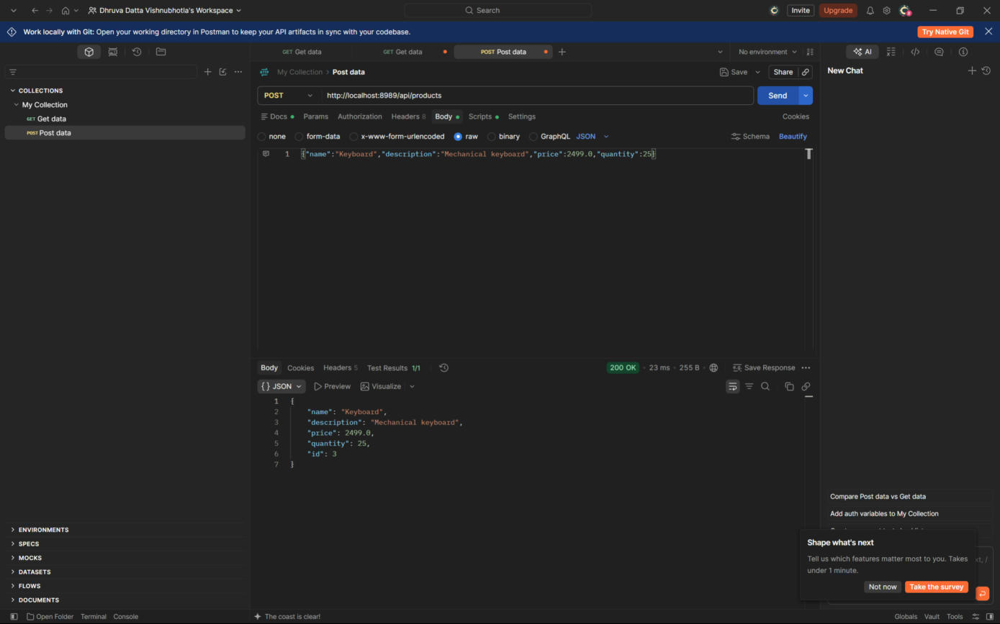 Dhruva Datta Vishnubhotla's Workspace
Search
Invite
Upgrade
Work locally with Git: Open your working directory in Postman to keep your API artifacts in sync with your codebase.
Try Native Git
GET Get data
GET Get data
POST Post data
No environment
AI
COLLECTIONS
My Collection
GET Get data
POST Post data
ENVIRONMENTS
SPECS
MOCKS
DATASETS
FLOWS
DOCUMENTS
My Collection > Post data
Save
Share
POST
http://localhost:8989/api/products
Send
Docs
Params
Authorization
Headers 8
Body
Scripts
Settings
Cookies
none
form-data
x-www-form-urlencoded
raw
binary
GraphQL
JSON
Schema
Beautify
1 {"name":"Keyboard","description":"Mechanical keyboard","price":2499.0,"quantity":25}
Body
Cookies
Headers 5
Test Results 1/1
200 OK
23 ms
255 B
e.g. Save Response
{} JSON
Preview
Visualize
1 {
2 "name": "Keyboard",
3 "description": "Mechanical keyboard",
4 "price": 2499.0,
5 "quantity": 25,
6 "id": 3
7 }
New Chat
Compare Post data vs Get data
Add auth variables to My Collection
Shape what's next
Tell us which features matter most to you. Takes
under 1 minute.
Not now
Take the survey
Open Folder
Terminal
Console
The coast is clear!
Globals
Vault
Tools